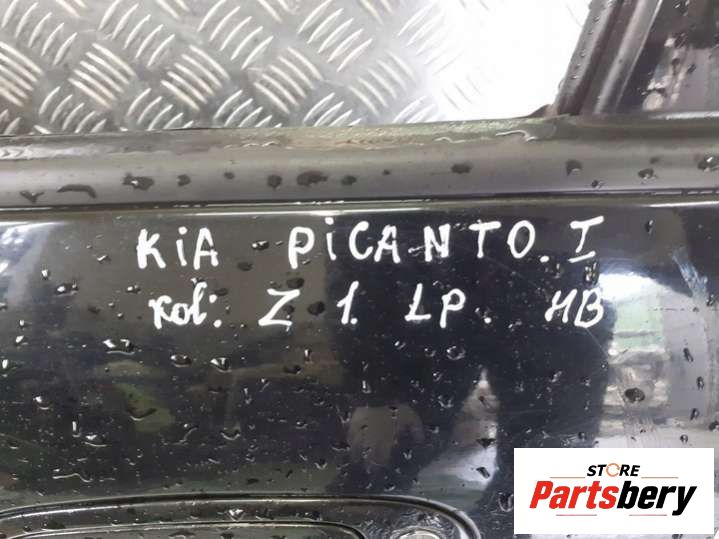 KiA PiCANTO. I
Kol: Z 1. LP. HB
STORE
Partsbery